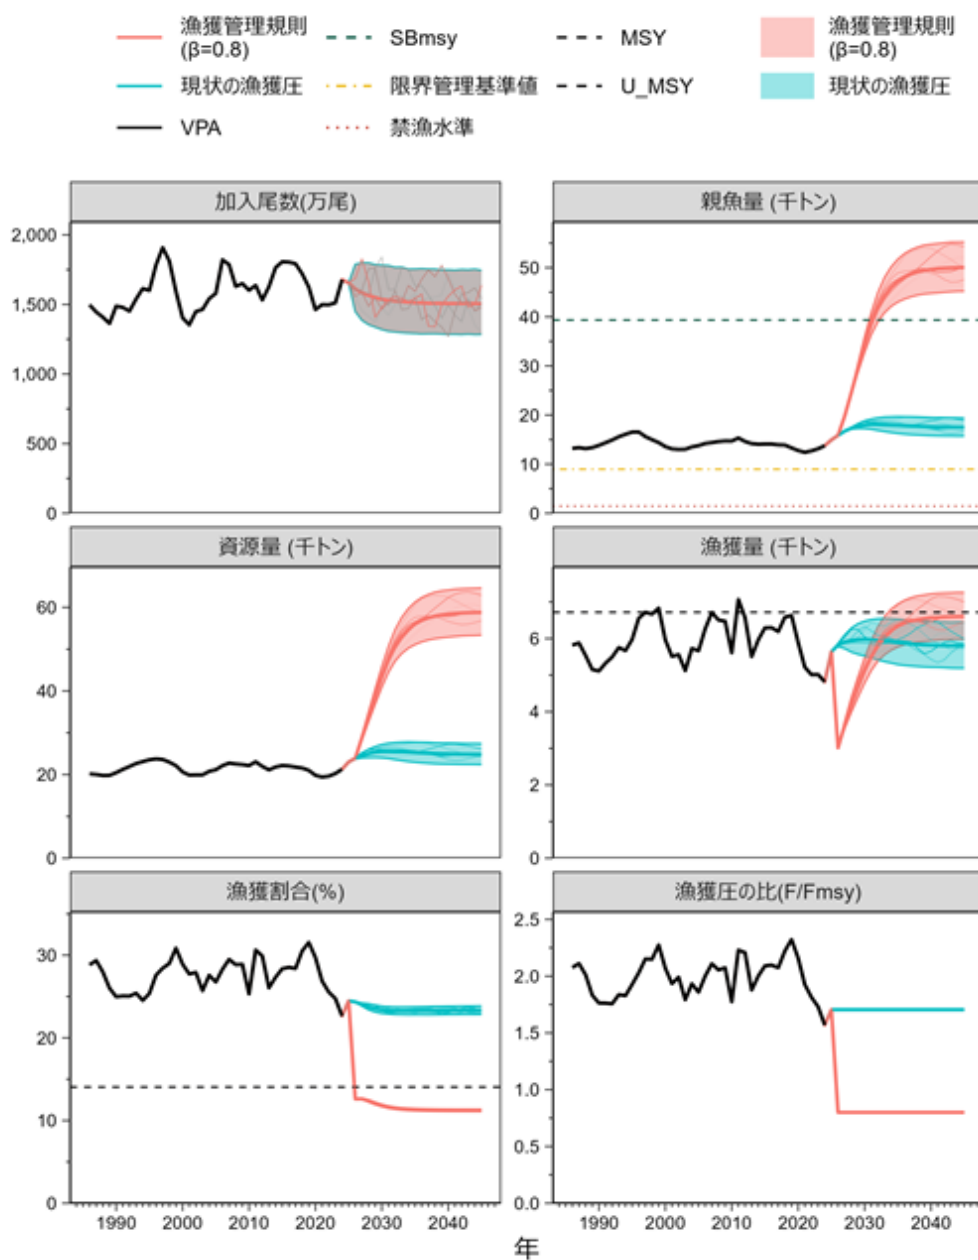 漁獲管理規則
(β=0.8)
SBmsy
MSY
漁獲管理規則
(β=0.8)
現状の漁獲圧
限界管理基準値
U_MSY
現状の漁獲圧
VPA
禁漁水準
加入尾数(万尾)
2,000
1,500
1,000
500
0
親魚量 (千トン)
50
40
30
20
10
0
資源量 (千トン)
60
40
20
0
漁獲量 (千トン)
6
4
2
0
漁獲割合(%)
30
20
10
0
1990 2000 2010 2020 2030 2040
漁獲圧の比(F/Fmsy)
2.5
2.0
1.5
1.0
0.5
0.0
1990 2000 2010 2020 2030 2040
年